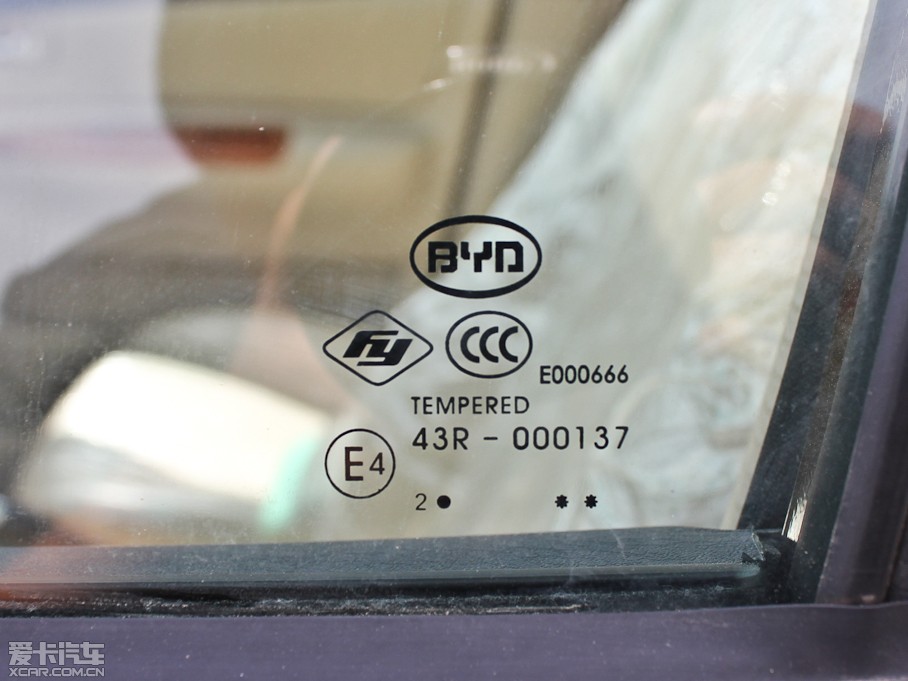 BYD
fy CCC E000666
TEMPERED
43R - 000137
E4
2 ● ✱ ✱
爱卡汽车
XCAR.COM.CN